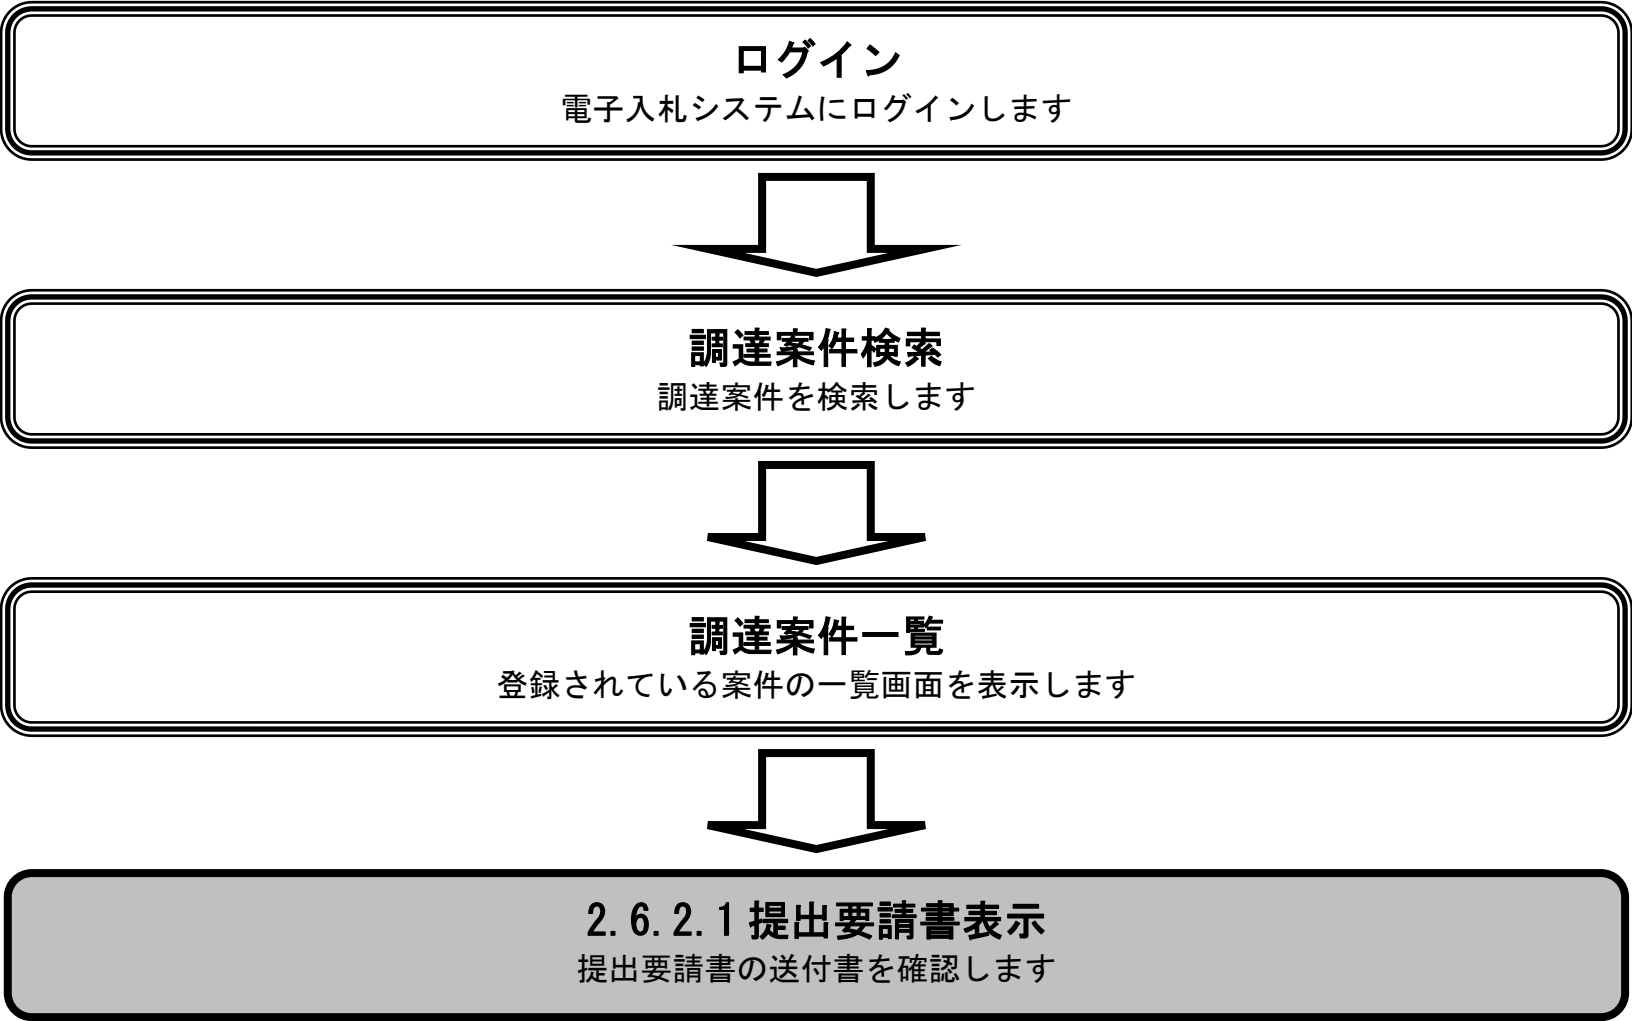 ログイン
電子入札システムにログインします
調達案件検索
調達案件を検索します
調達案件一覧
登録されている案件の一覧画面を表示します
2.6.2.1 提出要請書表示
提出要請書の送付書を確認します